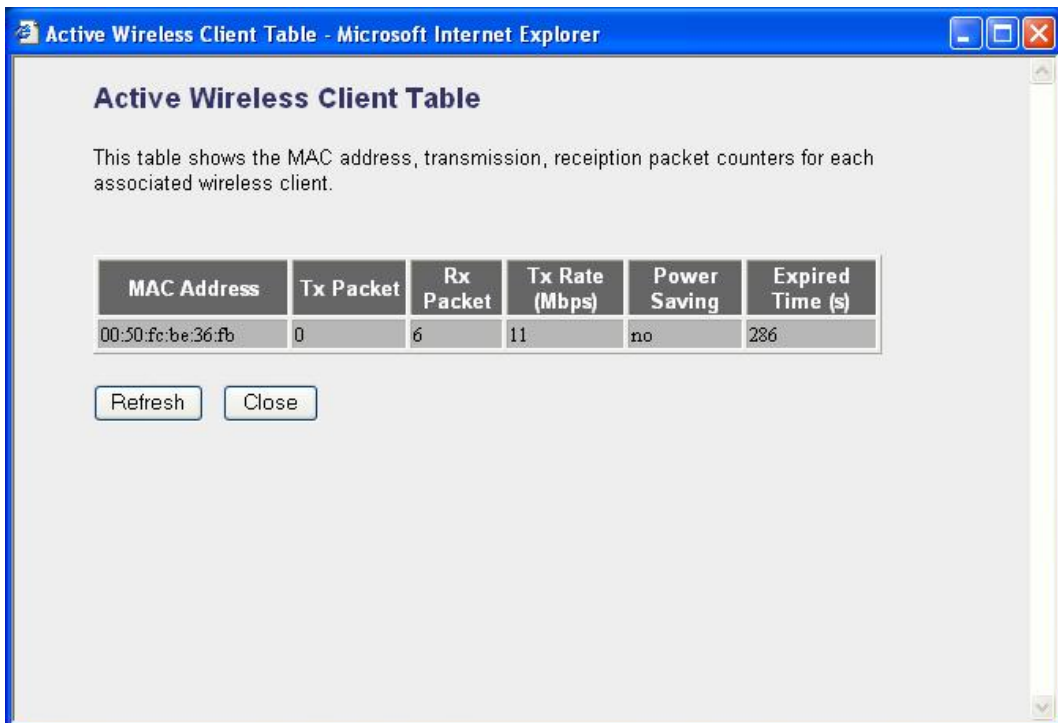 Active Wireless Client Table - Microsoft Internet Explorer
Active Wireless Client Table
This table shows the MAC address, transmission, receiption packet counters for each
associated wireless client.
MAC Address Tx Packet Rx Packet Tx Rate (Mbps) Power Saving Expired Time (s)
00:50:fc:be:36:fb 0 6 11 no 286
Refresh Close